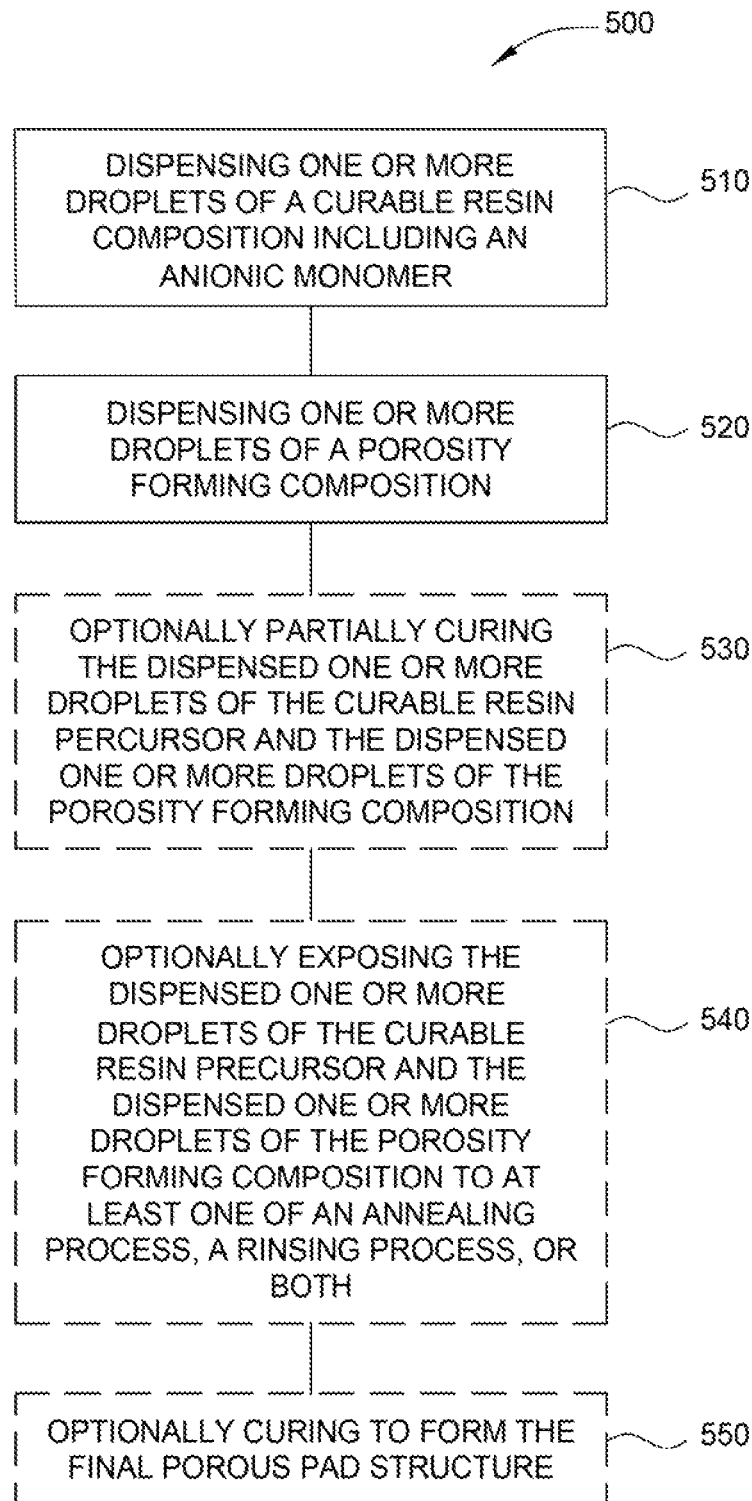 500
DISPENSING ONE OR MORE
DROPLETS OF A CURABLE RESIN
COMPOSITION INCLUDING AN
ANIONIC MONOMER
510
DISPENSING ONE OR MORE
DROPLETS OF A POROSITY
FORMING COMPOSITION
520
OPTIONALLY PARTIALLY CURING
THE DISPENSED ONE OR MORE
DROPLETS OF THE CURABLE RESIN
PERCURSOR AND THE DISPENSED
ONE OR MORE DROPLETS OF THE
POROSITY FORMING COMPOSITION
530
OPTIONALLY EXPOSING THE
DISPENSED ONE OR MORE
DROPLETS OF THE CURABLE
RESIN PRECURSOR AND THE
DISPENSED ONE OR MORE
DROPLETS OF THE POROSITY
FORMING COMPOSITION TO AT
LEAST ONE OF AN ANNEALING
PROCESS, A RINSING PROCESS, OR
BOTH
540
OPTIONALLY CURING TO FORM THE
FINAL POROUS PAD STRUCTURE
550